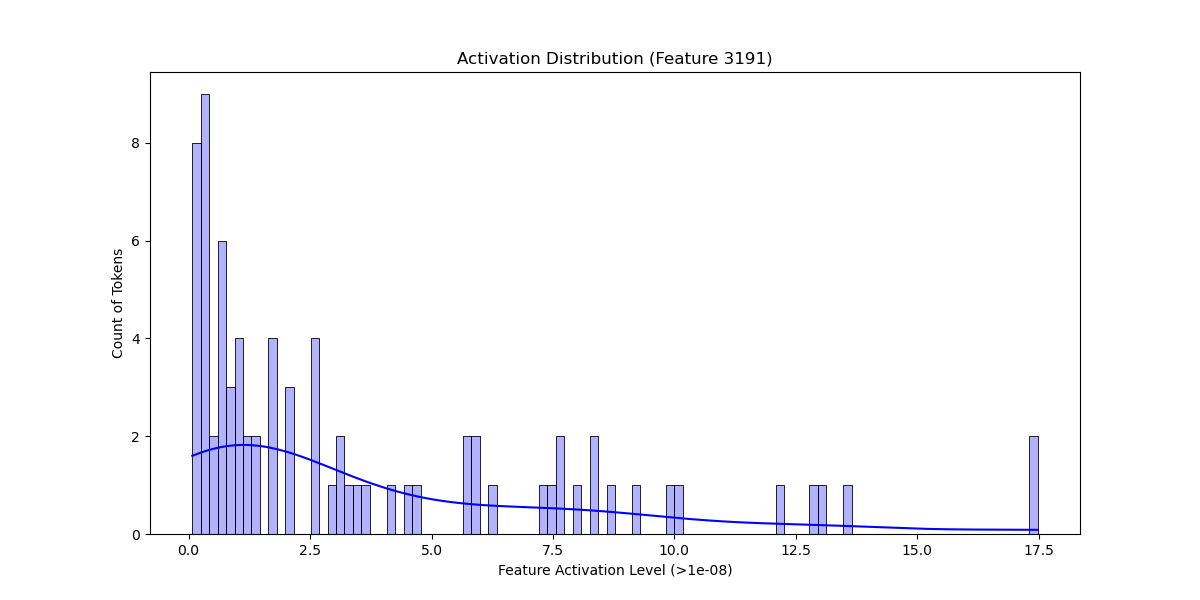 Activation Distribution (Feature 3191)
Count of Tokens
8
6
4
2
0
0.0 2.5 5.0 7.5 10.0 12.5 15.0 17.5
Feature Activation Level (>1e-08)